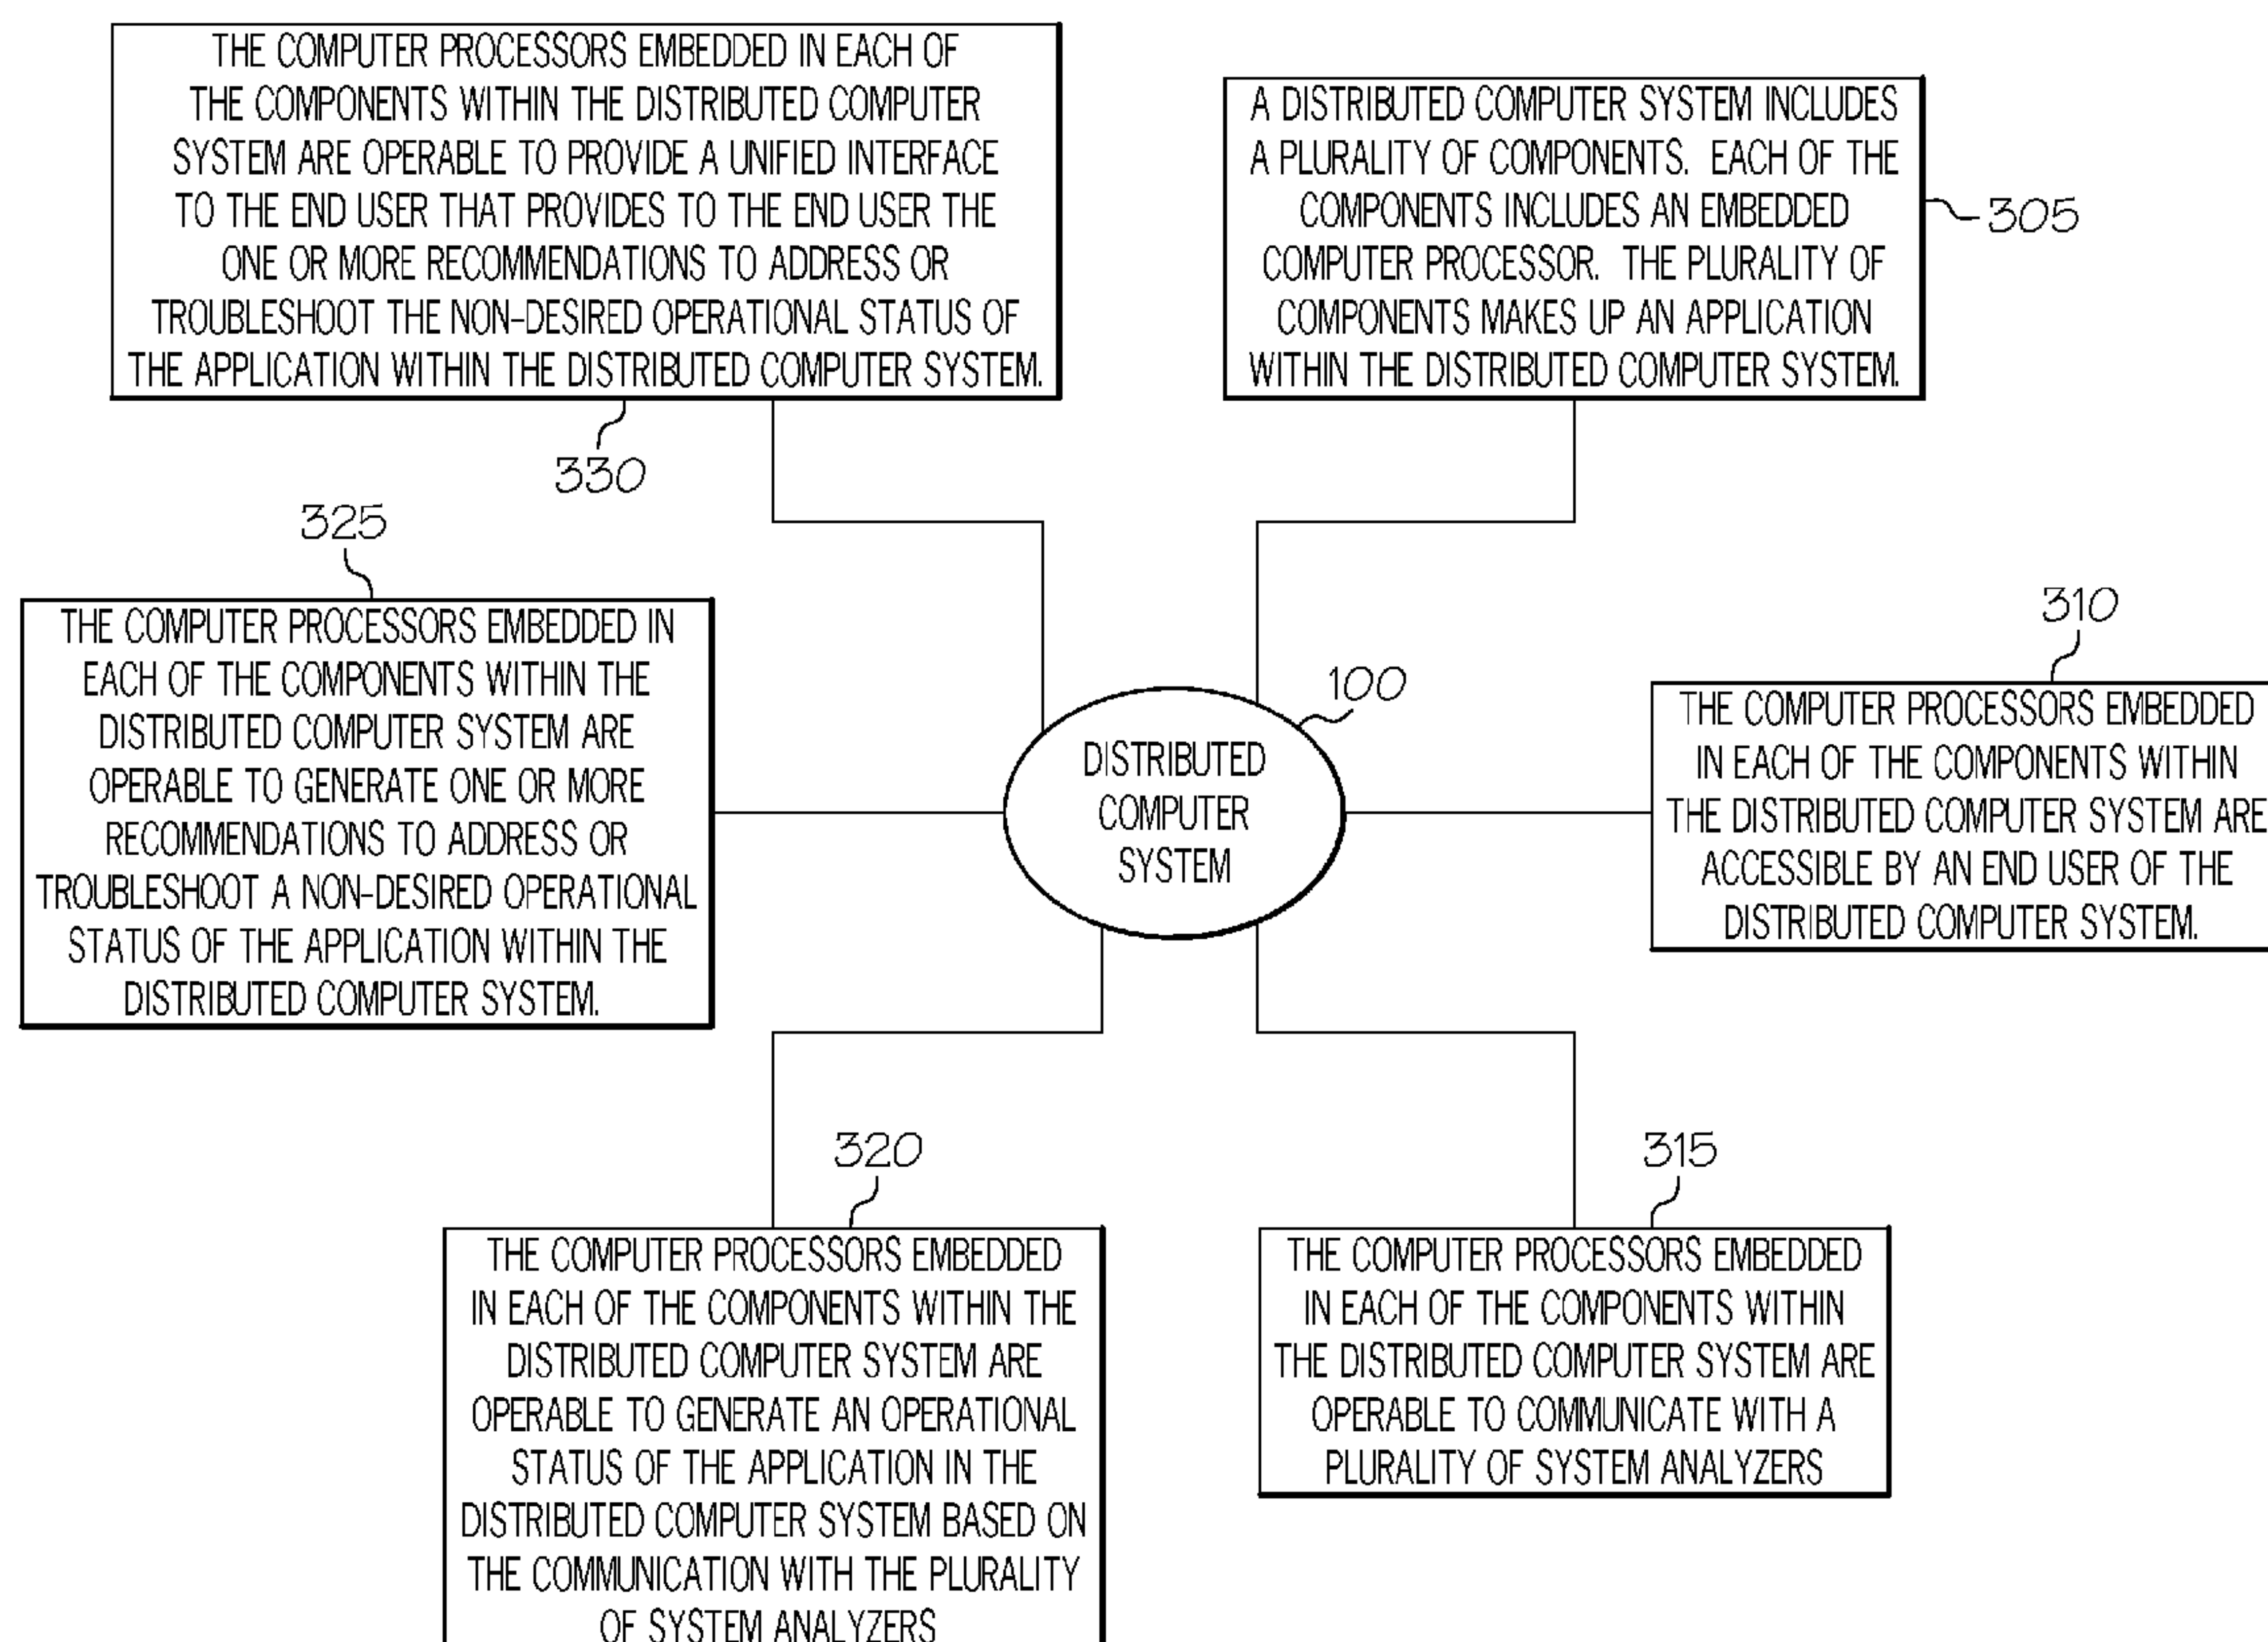 THE COMPUTER PROCESSORS EMBEDDED IN EACH OF
THE COMPONENTS WITHIN THE DISTRIBUTED COMPUTER
SYSTEM ARE OPERABLE TO PROVIDE A UNIFIED INTERFACE
TO THE END USER THAT PROVIDES TO THE END USER THE
ONE OR MORE RECOMMENDATIONS TO ADDRESS OR
TROUBLESHOOT THE NON-DESIRED OPERATIONAL STATUS OF
THE APPLICATION WITHIN THE DISTRIBUTED COMPUTER SYSTEM.
330
A DISTRIBUTED COMPUTER SYSTEM INCLUDES
A PLURALITY OF COMPONENTS. EACH OF THE
COMPONENTS INCLUDES AN EMBEDDED
COMPUTER PROCESSOR. THE PLURALITY OF
COMPONENTS MAKES UP AN APPLICATION
WITHIN THE DISTRIBUTED COMPUTER SYSTEM.
305
325
THE COMPUTER PROCESSORS EMBEDDED IN
EACH OF THE COMPONENTS WITHIN THE
DISTRIBUTED COMPUTER SYSTEM ARE
OPERABLE TO GENERATE ONE OR MORE
RECOMMENDATIONS TO ADDRESS OR
TROUBLESHOOT A NON-DESIRED OPERATIONAL
STATUS OF THE APPLICATION WITHIN THE
DISTRIBUTED COMPUTER SYSTEM.
100
DISTRIBUTED
COMPUTER
SYSTEM
310
THE COMPUTER PROCESSORS EMBEDDED
IN EACH OF THE COMPONENTS WITHIN
THE DISTRIBUTED COMPUTER SYSTEM ARE
ACCESSIBLE BY AN END USER OF THE
DISTRIBUTED COMPUTER SYSTEM.
320
THE COMPUTER PROCESSORS EMBEDDED
IN EACH OF THE COMPONENTS WITHIN THE
DISTRIBUTED COMPUTER SYSTEM ARE
OPERABLE TO GENERATE AN OPERATIONAL
STATUS OF THE APPLICATION IN THE
DISTRIBUTED COMPUTER SYSTEM BASED ON
THE COMMUNICATION WITH THE PLURALITY
OF SYSTEM ANALYZERS
315
THE COMPUTER PROCESSORS EMBEDDED
IN EACH OF THE COMPONENTS WITHIN
THE DISTRIBUTED COMPUTER SYSTEM ARE
OPERABLE TO COMMUNICATE WITH A
PLURALITY OF SYSTEM ANALYZERS